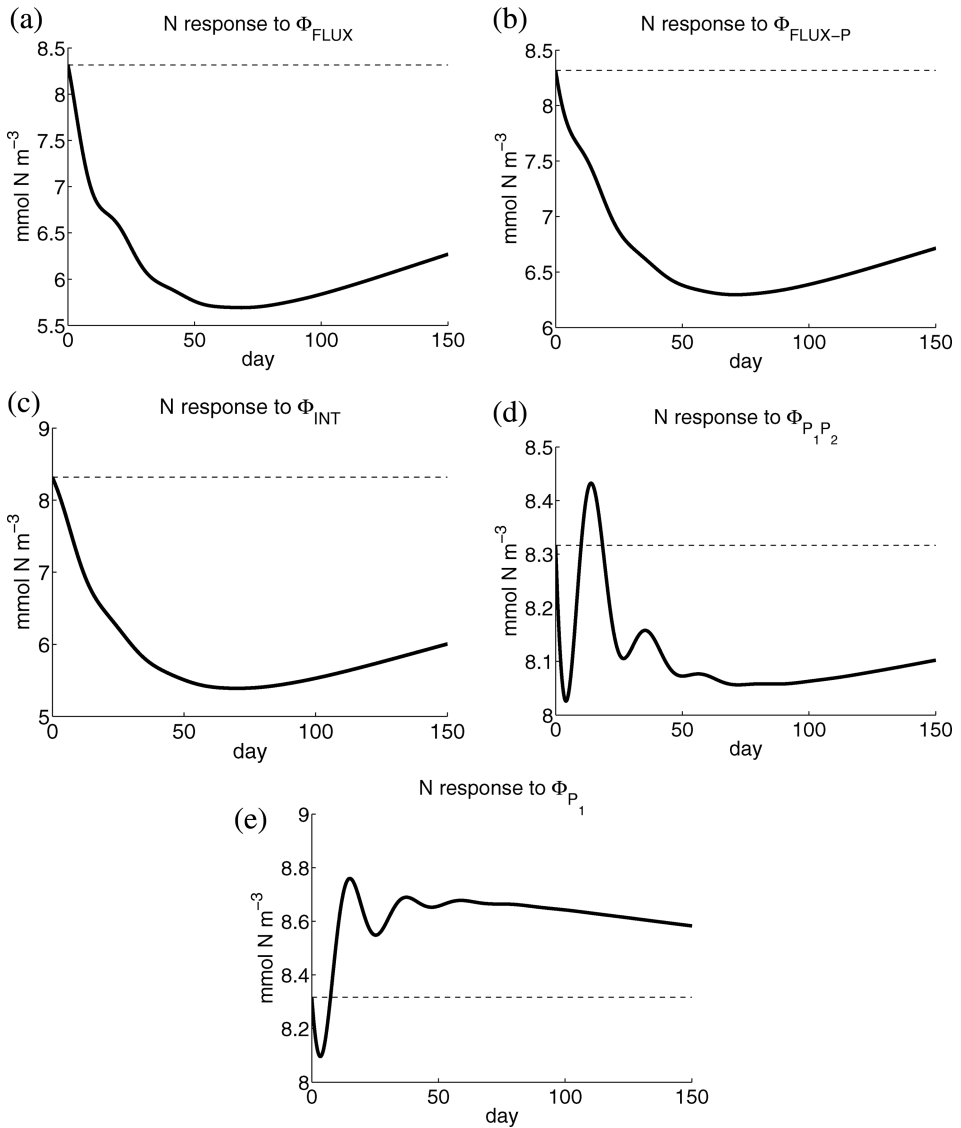 (a)
N response to Φ_FLUX
8.5
8
7.5
7
6.5
6
5.5
mmol N m⁻³
0 50 100 150
day
(b)
N response to Φ_FLUX−P
8.5
8
7.5
7
6.5
6
mmol N m⁻³
0 50 100 150
day
(c)
N response to Φ_INT
9
8
7
6
5
mmol N m⁻³
0 50 100 150
day
(d)
N response to Φ_P₁P₂
8.5
8.4
8.3
8.2
8.1
8
mmol N m⁻³
0 50 100 150
day
(e)
N response to Φ_P₁
9
8.8
8.6
8.4
8.2
8
mmol N m⁻³
0 50 100 150
day